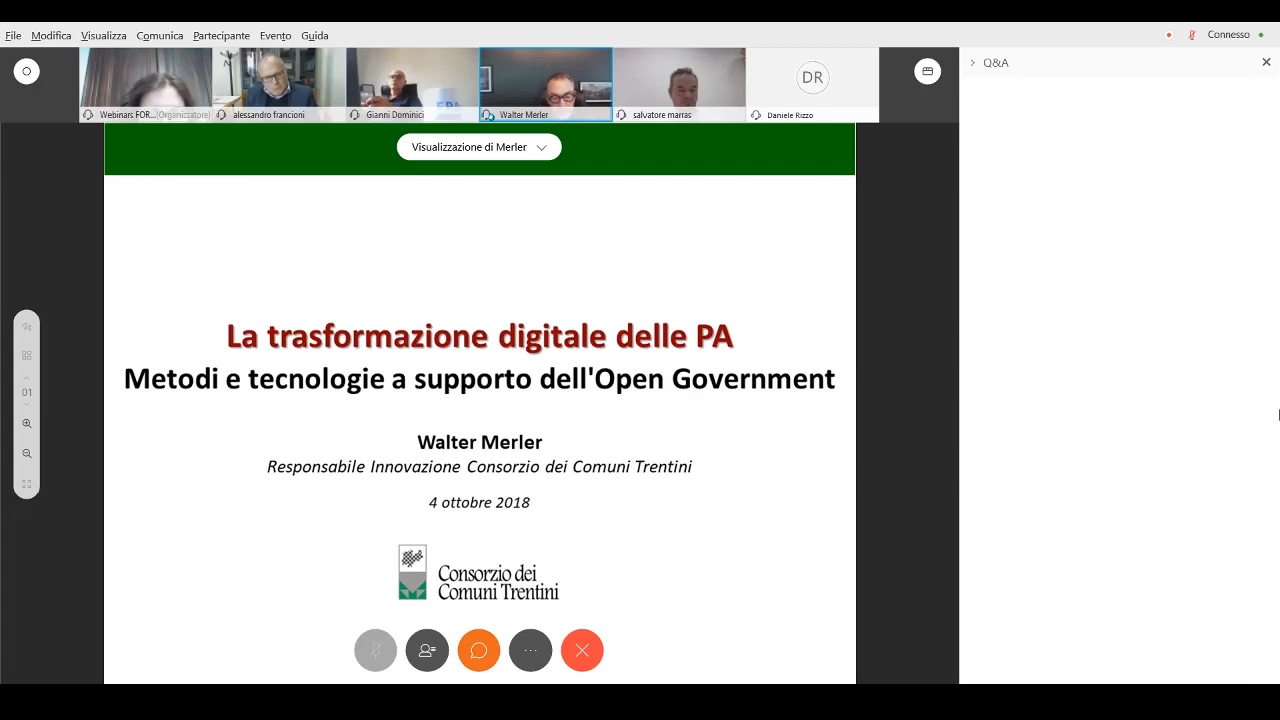 File Modifica Visualizza Comunica Partecipante Evento Guida
Connesso
Webinars FOR...(Organizzatore)
alessandro francioni
Gianni Dominici
Walter Merler
salvatore marras
DR
Daniele Rizzo
Q&A
Visualizzazione di Merler
01
La trasformazione digitale delle PA
Metodi e tecnologie a supporto dell'Open Government
Walter Merler
Responsabile Innovazione Consorzio dei Comuni Trentini
4 ottobre 2018
Consorzio dei
Comuni Trentini